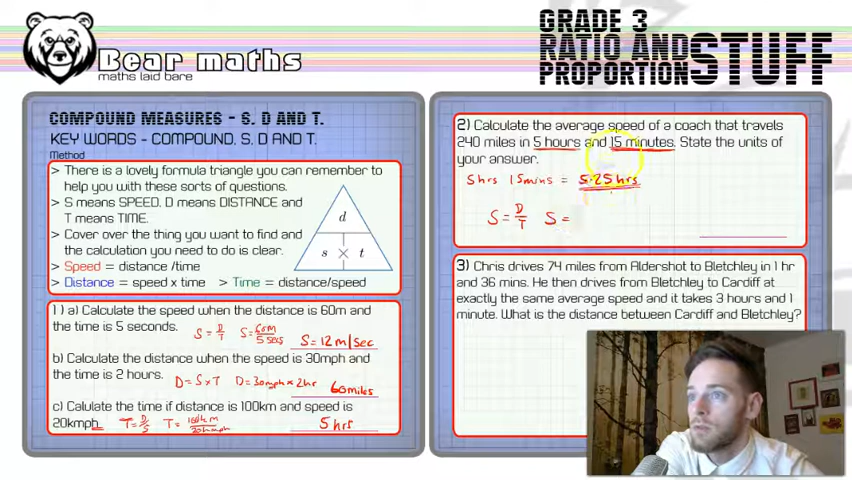 Bear maths
maths laid bare
GRADE 3
RATIO AND
PROPORTION
STUFF
COMPOUND MEASURES - S, D AND T.
KEY WORDS - COMPOUND, S, D AND T.
Method
> There is a lovely formula triangle you can remember to
help you with these sorts of questions.
> S means SPEED, D means DISTANCE and
T means TIME.
> Cover over the thing you want to find and
the calculation you need to do is clear.
> Speed = distance /time
> Distance = speed x time > Time = distance/speed
d
s × t
1) a) Calculate the speed when the distance is 60m and
the time is 5 seconds.
S = D/T S = 60m/5secs S = 12m/sec
b) Calculate the distance when the speed is 30mph and
the time is 2 hours.
D = S x T D = 30mph x 2hr 60miles
c) Calulate the time if distance is 100km and speed is
20kmph
T = D/S T = 5hrs
2) Calculate the average speed of a coach that travels
240 miles in 5 hours and 15 minutes. State the units of
your answer.
5hrs 15mins = 5.25hrs
S = D/T S =
3) Chris drives 74 miles from Aldershot to Bletchley in 1 hr
and 36 mins. He then drives from Bletchley to Cardiff at
exactly the same average speed and it takes 3 hours and 1
minute. What is the distance between Cardiff and Bletchley?